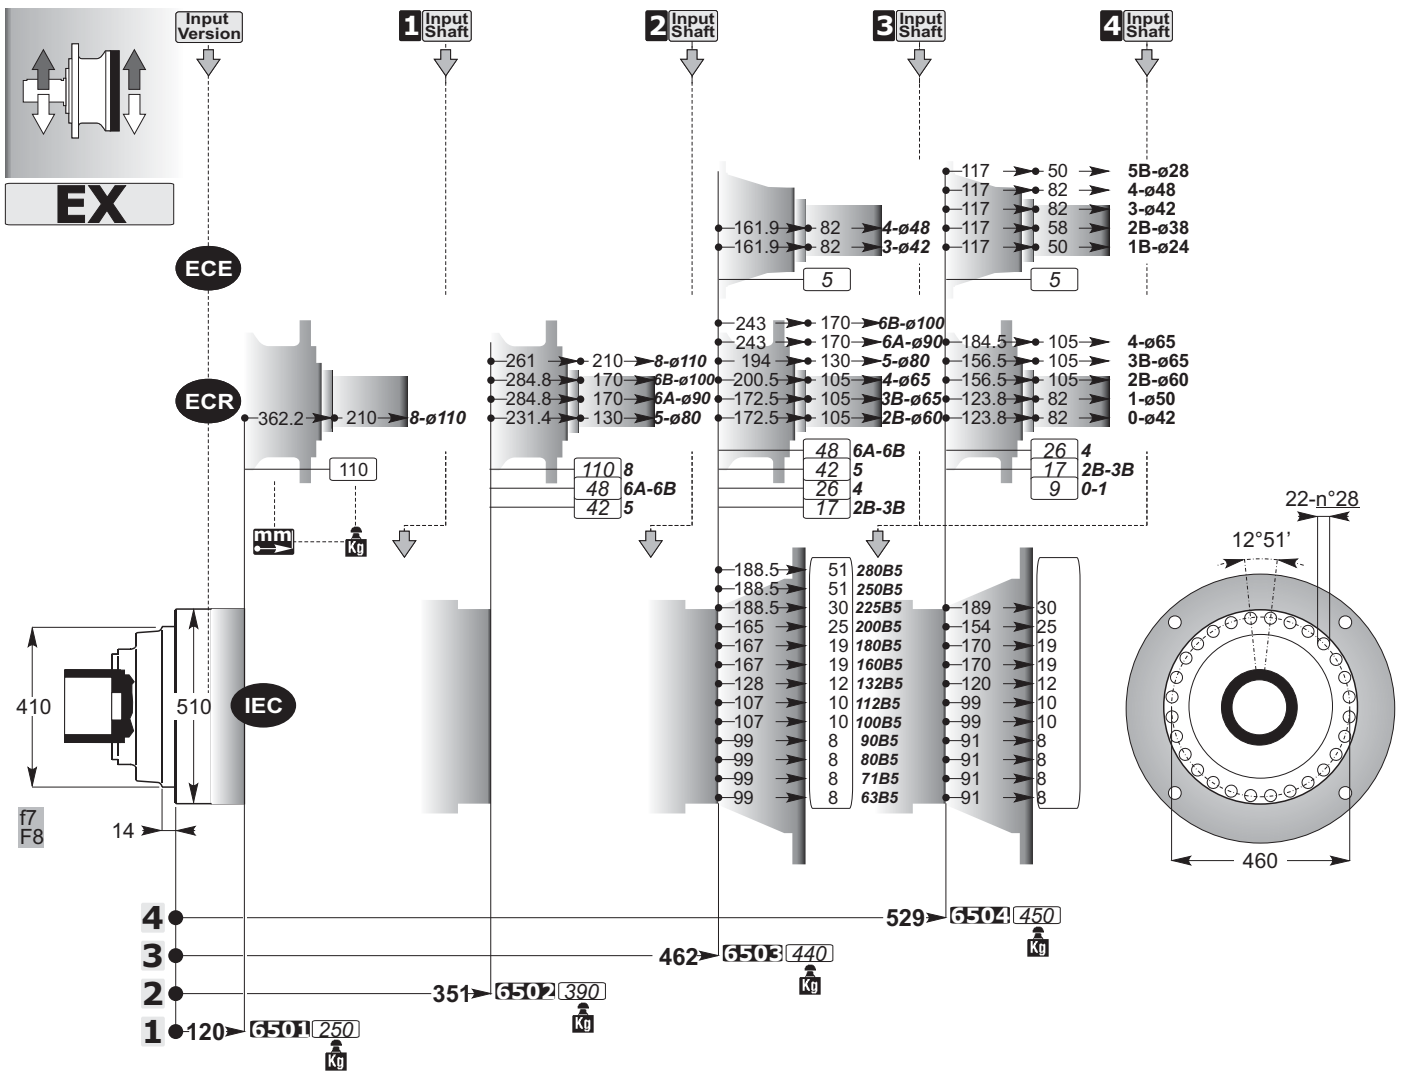 Input
Version
1 Input
Shaft
2 Input
Shaft
3 Input
Shaft
4 Input
Shaft
EX
ECE
161.9 82 4-ø48
161.9 82 3-ø42
5
117 50 5B-ø28
117 82 4-ø48
117 82 3-ø42
117 58 2B-ø38
117 50 1B-ø24
5
ECR
362.2 210 8-ø110
110
mm
Kg
261 210 8-ø110
284.8 170 6B-ø100
284.8 170 6A-ø90
231.4 130 5-ø80
110 8
48 6A-6B
42 5
243 170 6B-ø100
243 170 6A-ø90
194 130 5-ø80
200.5 105 4-ø65
172.5 105 3B-ø65
172.5 105 2B-ø60
48 6A-6B
42 5
26 4
17 2B-3B
184.5 105 4-ø65
156.5 105 3B-ø65
156.5 105 2B-ø60
123.8 82 1-ø50
123.8 82 0-ø42
26 4
17 2B-3B
9 0-1
IEC
410
510
f7
F8
14
188.5 51 280B5
188.5 51 250B5
188.5 30 225B5 189 30
165 25 200B5 154 25
167 19 180B5 170 19
167 19 160B5 170 19
128 12 132B5 120 12
107 10 112B5 99 10
107 10 100B5 99 10
99 8 90B5 91 8
99 8 80B5 91 8
99 8 71B5 91 8
99 8 63B5 91 8
22-n°28
12°51’
460
4 529 6504 450
Kg
3 462 6503 440
Kg
2 351 6502 390
Kg
1 120 6501 250
Kg